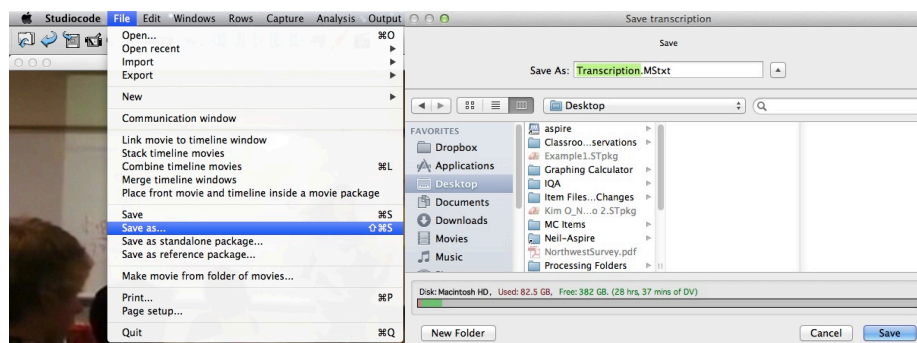 Studiocode File Edit Windows Rows Capture Analysis Output
Open... ⌘O
Open recent
Import
Export
New
Communication window
Link movie to timeline window
Stack timeline movies
Combine timeline movies ⌘L
Merge timeline windows
Place front movie and timeline inside a movie package
Save ⌘S
Save as... ⇧⌘S
Save as standalone package...
Save as reference package...
Make movie from folder of movies...
Print... ⌘P
Page setup...
Quit ⌘Q
Save transcription
Save
Save As: Transcription.MStxt
Desktop
FAVORITES
Dropbox
Applications
Desktop
Documents
Downloads
Movies
Music
aspire
Classroo...servations
Example1.STpkg
Graphing Calculator
IQA
Item Files...Changes
Kim O_N...o 2.STpkg
MC Items
Neil-Aspire
NorthwestSurvey.pdf
Processing Folders
Disk: Macintosh HD, Used: 82.5 GB, Free: 382 GB. (28 hrs, 37 mins of DV)
New Folder Cancel Save